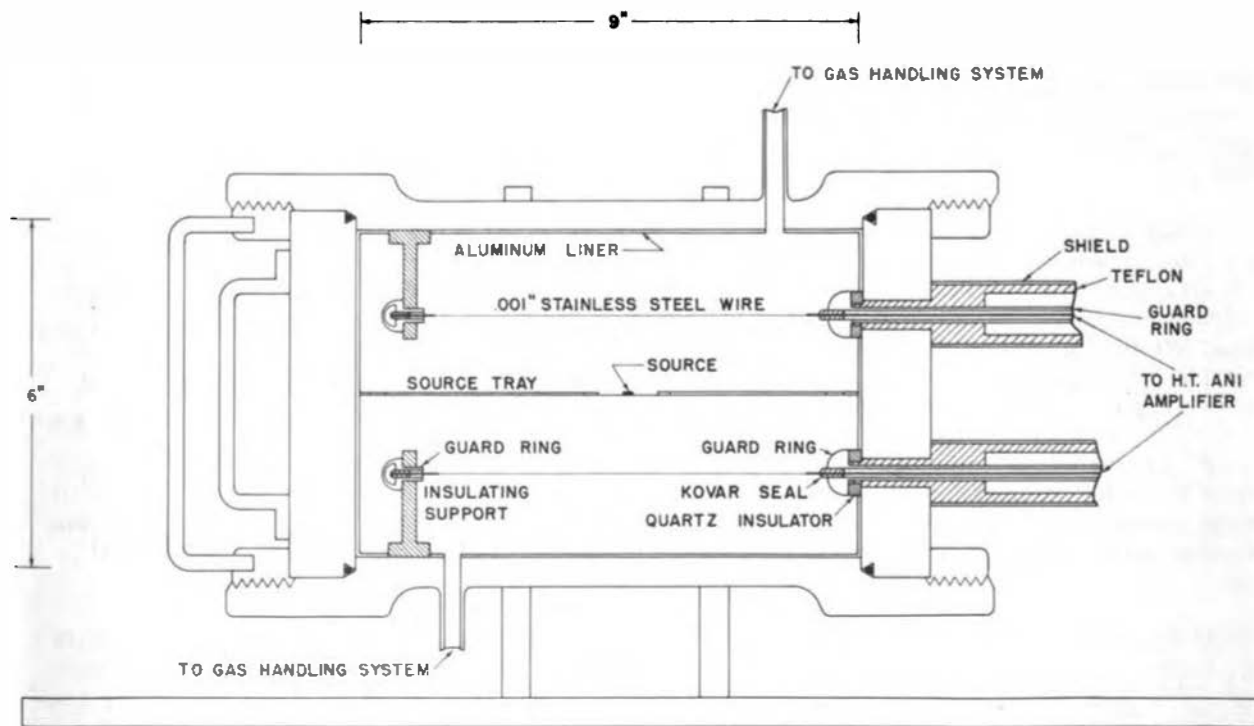 9"
TO GAS HANDLING SYSTEM
ALUMINUM LINER
SHIELD
TEFLON
.001" STAINLESS STEEL WIRE
GUARD
RING
SOURCE
SOURCE TRAY
TO H.T. ANI
AMPLIFIER
6"
GUARD RING
GUARD RING
INSULATING
SUPPORT
KOVAR SEAL
QUARTZ INSULATOR
TO GAS HANDLING SYSTEM